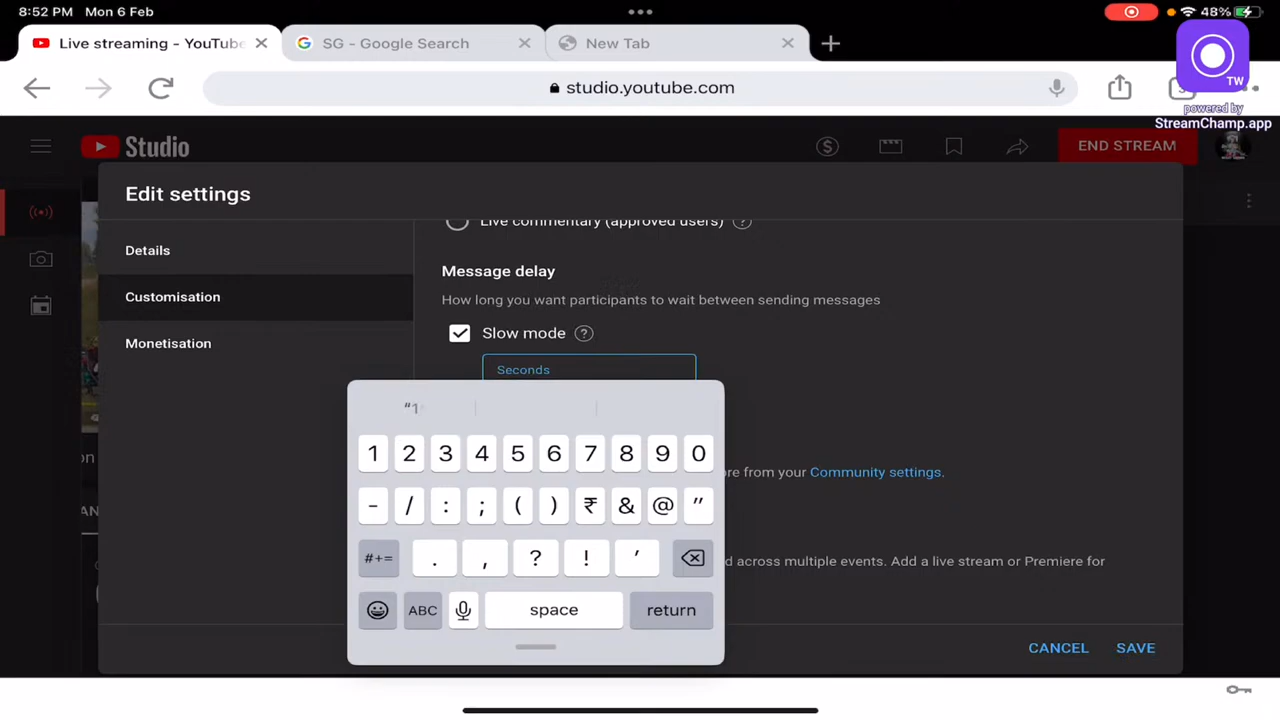 8:52 PM Mon 6 Feb
48%
Live streaming - YouTube
SG - Google Search
New Tab
studio.youtube.com
TW
powered by
StreamChamp.app
Studio
END STREAM
Edit settings
Details
Customisation
Monetisation
Live commentary (approved users)
Message delay
How long you want participants to wait between sending messages
Slow mode
Seconds
"1
1 2 3 4 5 6 7 8 9 0
- / : ; ( ) ₹ & @ "
#+= . , ? ! '
ABC space return
re from your Community settings.
d across multiple events. Add a live stream or Premiere for
CANCEL SAVE
on
AN